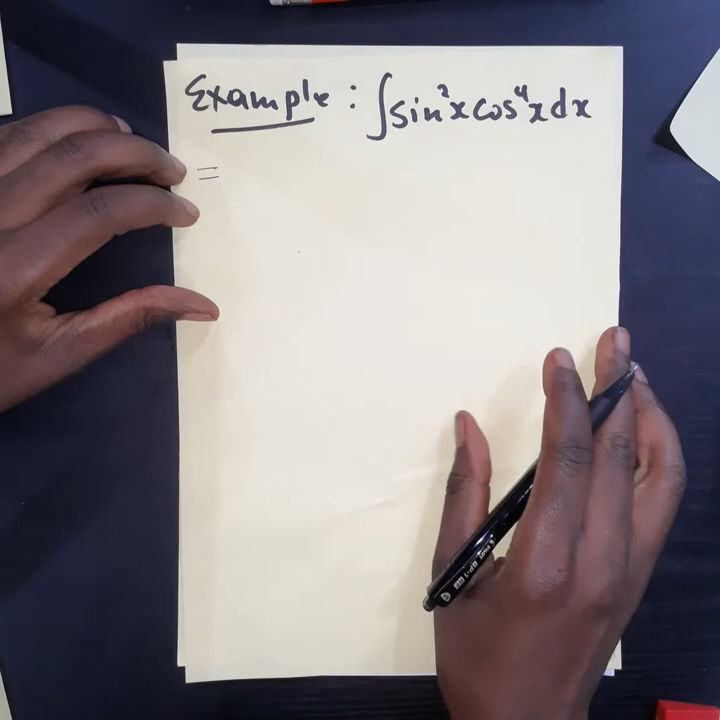 Example : ∫sin²x cos⁴x dx
=